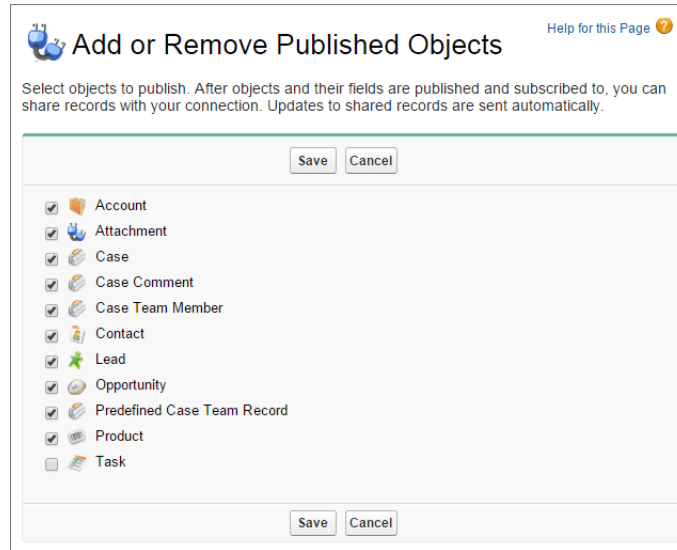 Help for this Page
Add or Remove Published Objects
Select objects to publish. After objects and their fields are published and subscribed to, you can
share records with your connection. Updates to shared records are sent automatically.
Save Cancel
Account
Attachment
Case
Case Comment
Case Team Member
Contact
Lead
Opportunity
Predefined Case Team Record
Product
Task
Save Cancel